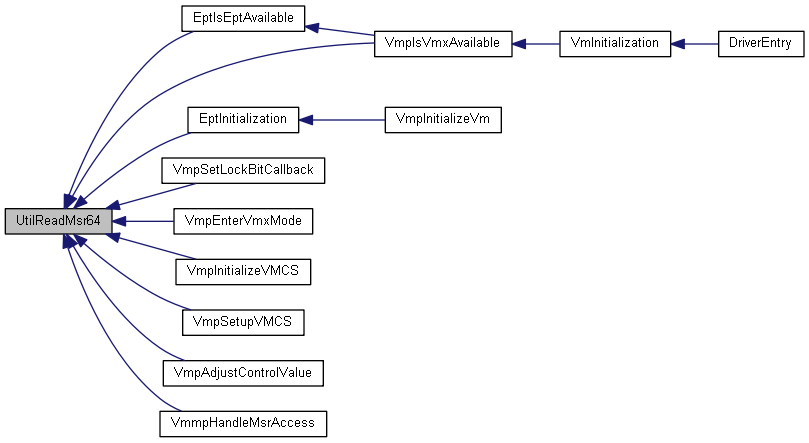 EptIsEptAvailable
VmpIsVmxAvailable
VmInitialization
DriverEntry
EptInitialization
VmpInitializeVm
VmpSetLockBitCallback
UtilReadMsr64
VmpEnterVmxMode
VmpInitializeVMCS
VmpSetupVMCS
VmpAdjustControlValue
VmmpHandleMsrAccess